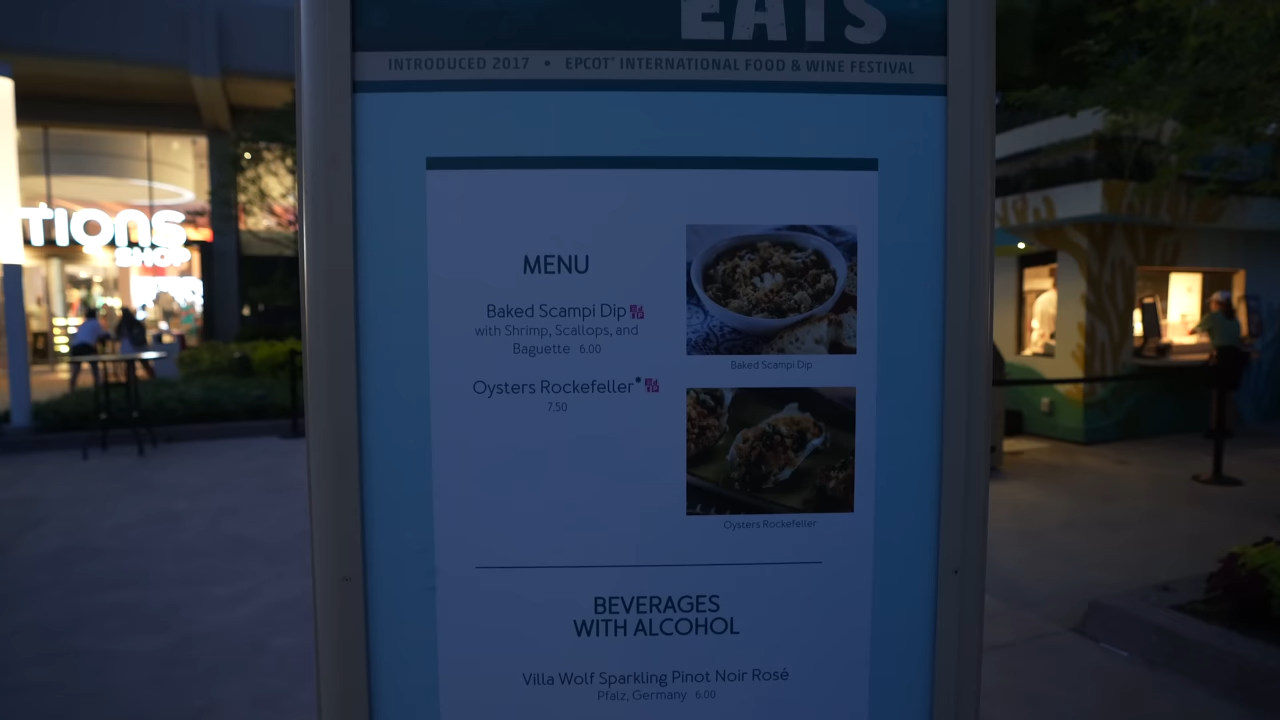 EATS
INTRODUCED 2017 • EPCOT® INTERNATIONAL FOOD & WINE FESTIVAL
MENU
Baked Scampi Dip
with Shrimp, Scallops, and
Baguette 6.00
Oysters Rockefeller*
7.50
Baked Scampi Dip
Oysters Rockefeller
BEVERAGES
WITH ALCOHOL
Villa Wolf Sparkling Pinot Noir Rosé
Pfalz, Germany 6.00
TIONS
SHOP